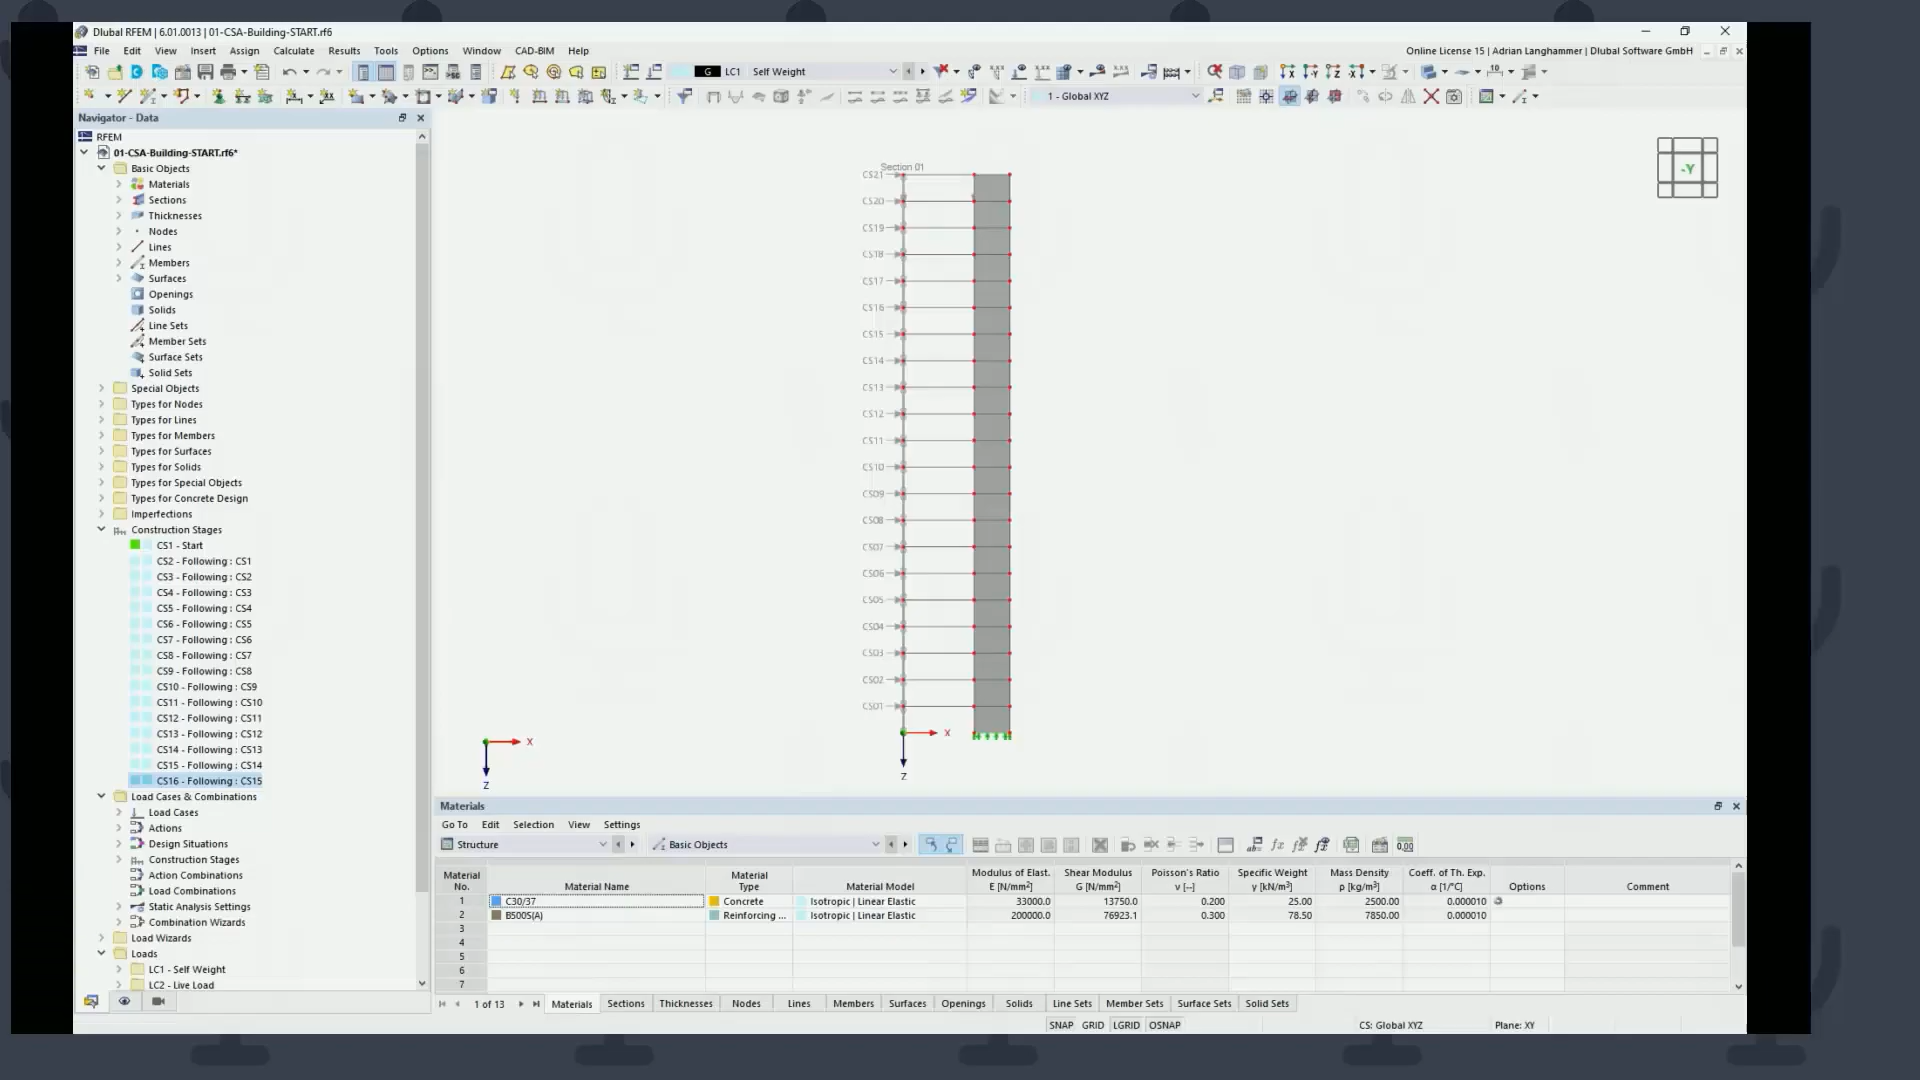 Dlubal RFEM | 6.01.0013 | 01-CSA-Building-START.rf6
File Edit View Insert Assign Calculate Results Tools Options Window CAD-BIM Help
Online License 15 | Adrian Langhammer | Dlubal Software GmbH
G LC1 Self Weight
1 - Global XYZ
Navigator - Data
RFEM
01-CSA-Building-START.rf6*
Basic Objects
Materials
Sections
Thicknesses
Nodes
Lines
Members
Surfaces
Openings
Solids
Line Sets
Member Sets
Surface Sets
Solid Sets
Special Objects
Types for Nodes
Types for Lines
Types for Members
Types for Surfaces
Types for Solids
Types for Special Objects
Types for Concrete Design
Imperfections
Construction Stages
CS1 - Start
CS2 - Following : CS1
CS3 - Following : CS2
CS4 - Following : CS3
CS5 - Following : CS4
CS6 - Following : CS5
CS7 - Following : CS6
CS8 - Following : CS7
CS9 - Following : CS8
CS10 - Following : CS9
CS11 - Following : CS10
CS12 - Following : CS11
CS13 - Following : CS12
CS14 - Following : CS13
CS15 - Following : CS14
CS16 - Following : CS15
Load Cases & Combinations
Load Cases
Actions
Design Situations
Construction Stages
Action Combinations
Load Combinations
Static Analysis Settings
Combination Wizards
Load Wizards
Loads
LC1 - Self Weight
LC2 - Live Load
Section 01
CS21
CS20
CS19
CS18
CS17
CS16
CS15
CS14
CS13
CS12
CS11
CS10
CS09
CS08
CS07
CS06
CS05
CS04
CS03
CS02
CS01
X
Z
X
Z
-Y
Materials
Go To Edit Selection View Settings
Structure
Basic Objects
Material No. Material Name Material Type Material Model Modulus of Elast. E [N/mm²] Shear Modulus G [N/mm²] Poisson's Ratio ν [--] Specific Weight γ [kN/m³] Mass Density ρ [kg/m³] Coeff. of Th. Exp. α [1/°C] Options Comment
1 C30/37 Concrete Isotropic | Linear Elastic 33000.0 13750.0 0.200 25.00 2500.00 0.000010
2 B500S(A) Reinforcing ... Isotropic | Linear Elastic 200000.0 76923.1 0.300 78.50 7850.00 0.000010
3
4
5
6
7
1 of 13 Materials Sections Thicknesses Nodes Lines Members Surfaces Openings Solids Line Sets Member Sets Surface Sets Solid Sets
SNAP GRID LGRID OSNAP
CS: Global XYZ
Plane: XY